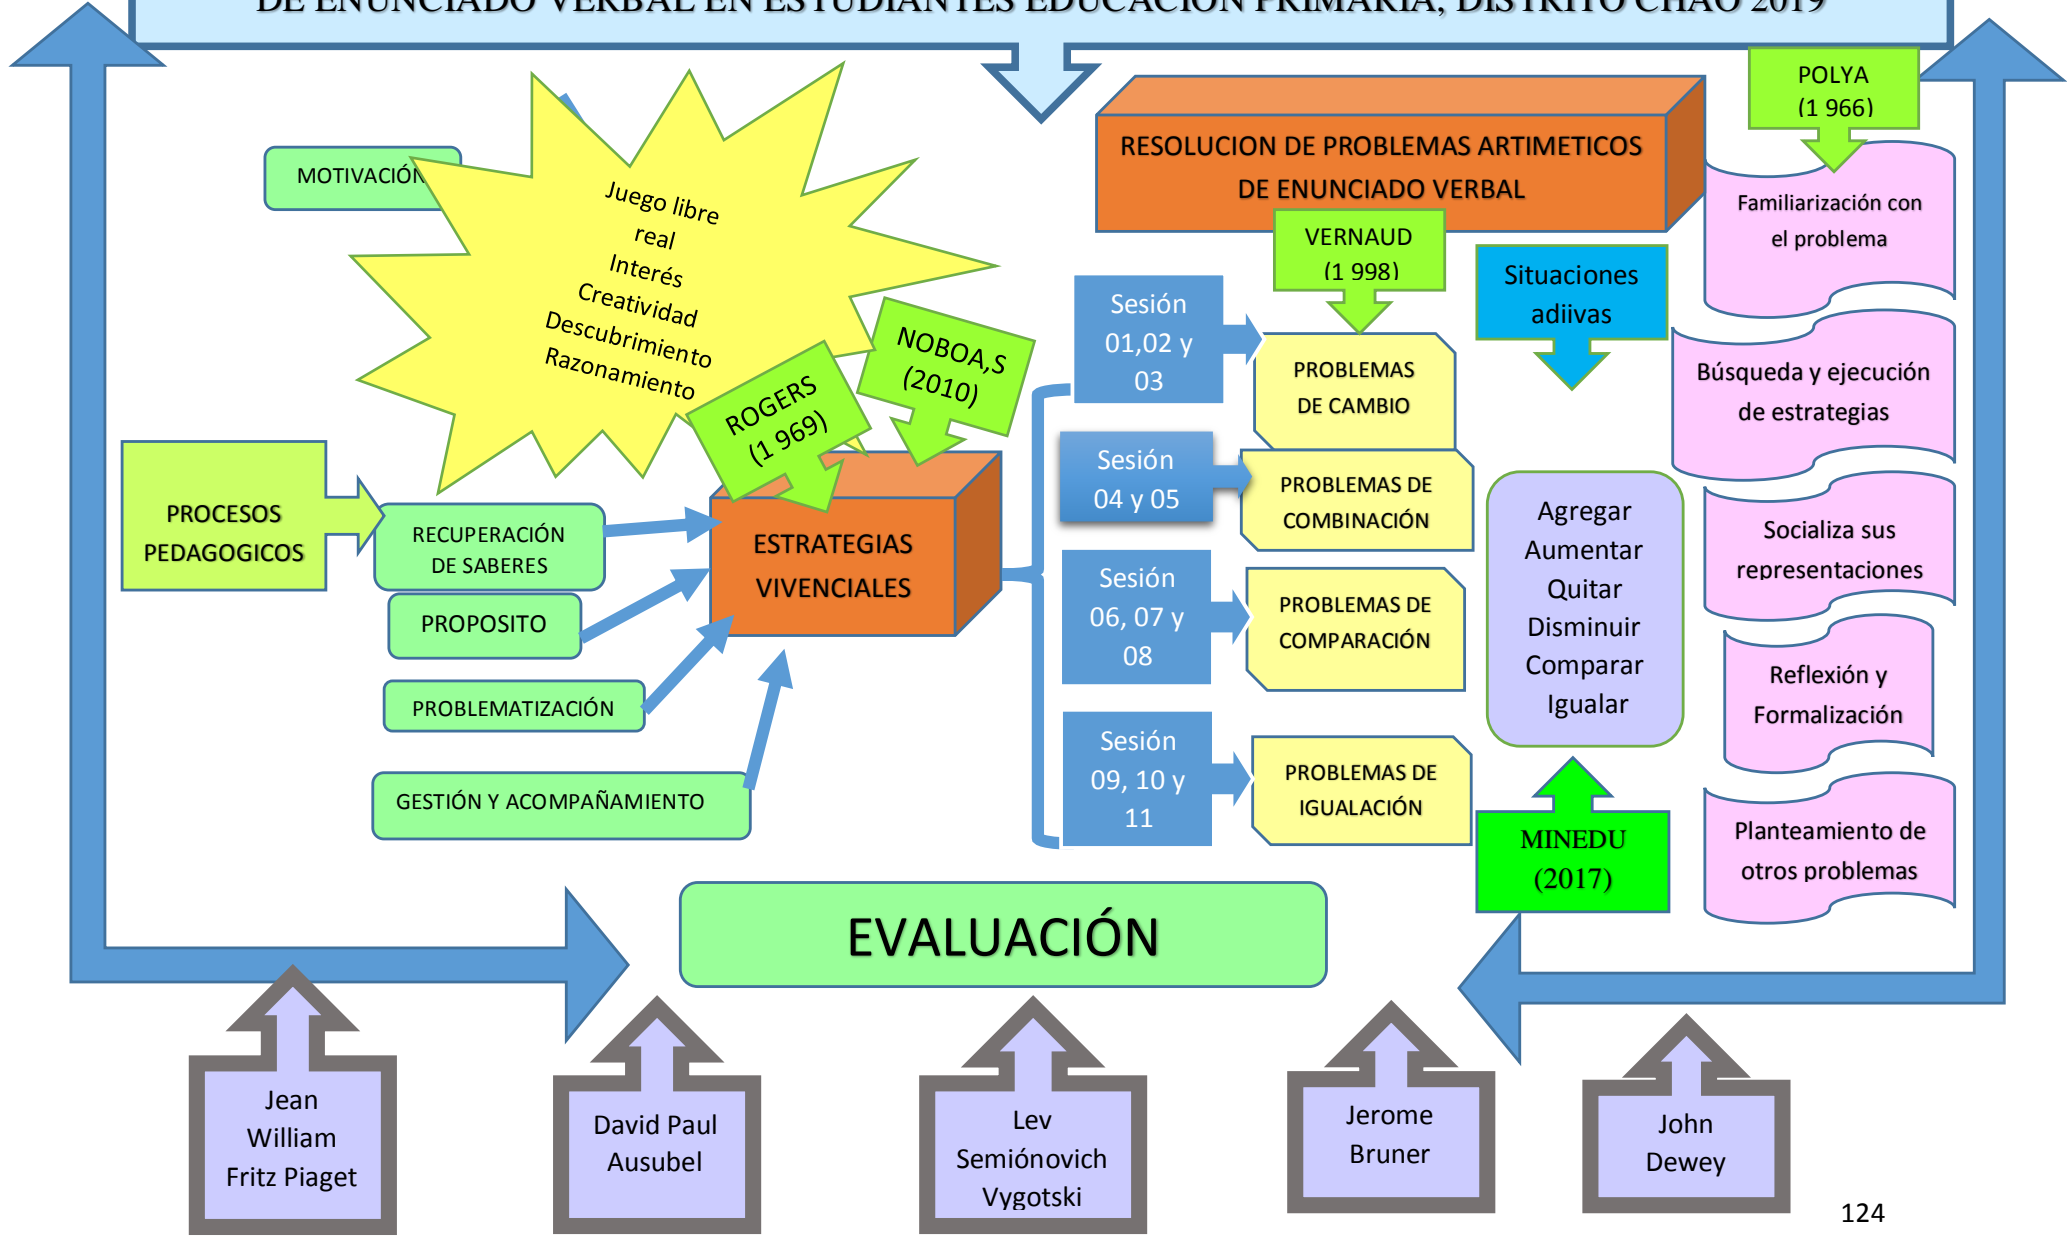 DE ENUNCIADO VERBAL EN ESTUDIANTES EDUCACIÓN PRIMARIA, DISTRITO CHAO 2019
POLYA
(1 966)
RESOLUCION DE PROBLEMAS ARTIMETICOS
DE ENUNCIADO VERBAL
MOTIVACIÓN
Juego libre
real
Interés
Creatividad
Descubrimiento
Razonamiento
ROGERS
(1 969)
NOBOA,S
(2010)
VERNAUD
(1 998)
Situaciones
adiivas
Familiarización con
el problema
Búsqueda y ejecución
de estrategias
Socializa sus
representaciones
Reflexión y
Formalización
Planteamiento de
otros problemas
PROCESOS
PEDAGOGICOS
RECUPERACIÓN
DE SABERES
PROPOSITO
PROBLEMATIZACIÓN
GESTIÓN Y ACOMPAÑAMIENTO
ESTRATEGIAS
VIVENCIALES
Sesión
01,02 y
03
PROBLEMAS
DE CAMBIO
Sesión
04 y 05
PROBLEMAS DE
COMBINACIÓN
Sesión
06, 07 y
08
PROBLEMAS DE
COMPARACIÓN
Sesión
09, 10 y
11
PROBLEMAS DE
IGUALACIÓN
Agregar
Aumentar
Quitar
Disminuir
Comparar
Igualar
MINEDU
(2017)
EVALUACIÓN
Jean
William
Fritz Piaget
David Paul
Ausubel
Lev
Semiónovich
Vygotski
Jerome
Bruner
John
Dewey
124